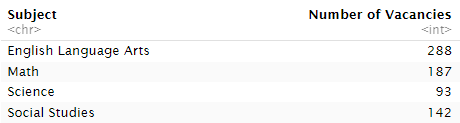 Subject Number of Vacancies
<chr> <int>
English Language Arts 288
Math 187
Science 93
Social Studies 142